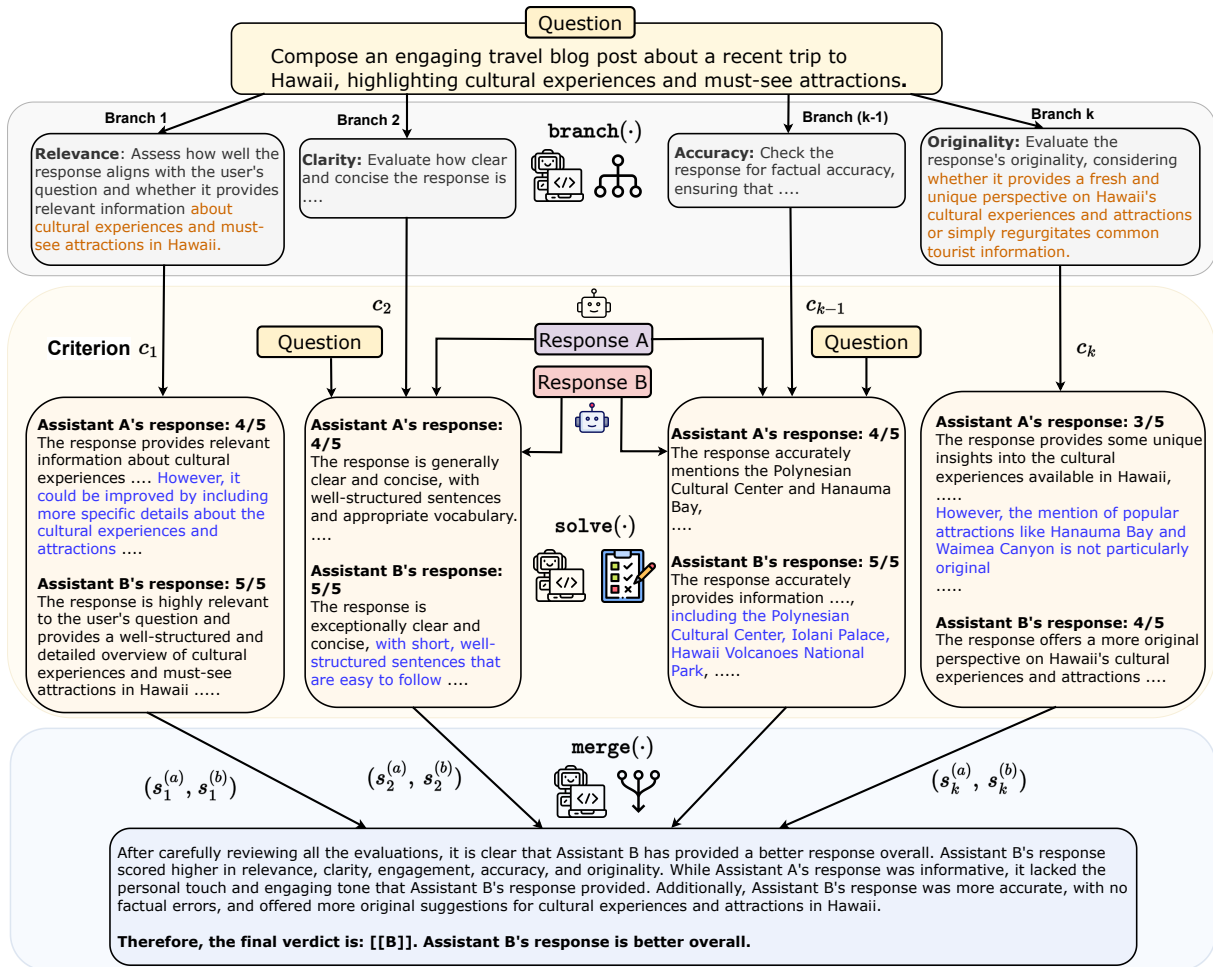 Question
Compose an engaging travel blog post about a recent trip to
Hawaii, highlighting cultural experiences and must-see attractions.
Branch 1
Branch 2
branch(·)
Branch (k-1)
Branch k
Relevance: Assess how well the
response aligns with the user's
question and whether it provides
relevant information about
cultural experiences and must-
see attractions in Hawaii.
Clarity: Evaluate how clear
and concise the response is
....
Accuracy: Check the
response for factual accuracy,
ensuring that ....
Originality: Evaluate the
response's originality, considering
whether it provides a fresh and
unique perspective on Hawaii's
cultural experiences and attractions
or simply regurgitates common
tourist information.
Criterion c₁
c₂
cₖ₋₁
cₖ
Question
Response A
Response B
Question
Assistant A's response: 4/5
The response provides relevant
information about cultural
experiences .... However, it
could be improved by including
more specific details about the
cultural experiences and
attractions ....
Assistant B's response: 5/5
The response is highly relevant
to the user's question and
provides a well-structured and
detailed overview of cultural
experiences and must-see
attractions in Hawaii .....
Assistant A's response:
4/5
The response is generally
clear and concise, with
well-structured sentences
and appropriate vocabulary.
....
Assistant B's response:
5/5
The response is
exceptionally clear and
concise, with short, well-
structured sentences that
are easy to follow ....
solve(·)
Assistant A's response: 4/5
The response accurately
mentions the Polynesian
Cultural Center and Hanauma
Bay,
....
Assistant B's response: 5/5
The response accurately
provides information ....,
including the Polynesian
Cultural Center, Iolani Palace,
Hawaii Volcanoes National
Park, .....
Assistant A's response: 3/5
The response provides some unique
insights into the cultural
experiences available in Hawaii,
.....
However, the mention of popular
attractions like Hanauma Bay and
Waimea Canyon is not particularly
original
.....
Assistant B's response: 4/5
The response offers a more original
perspective on Hawaii's cultural
experiences and attractions ....
merge(·)
(s₁⁽ᵃ⁾, s₁⁽ᵇ⁾)
(s₂⁽ᵃ⁾, s₂⁽ᵇ⁾)
(sₖ⁽ᵃ⁾, sₖ⁽ᵇ⁾)
After carefully reviewing all the evaluations, it is clear that Assistant B has provided a better response overall. Assistant B's response
scored higher in relevance, clarity, engagement, accuracy, and originality. While Assistant A's response was informative, it lacked the
personal touch and engaging tone that Assistant B's response provided. Additionally, Assistant B's response was more accurate, with no
factual errors, and offered more original suggestions for cultural experiences and attractions in Hawaii.
Therefore, the final verdict is: [[B]]. Assistant B's response is better overall.